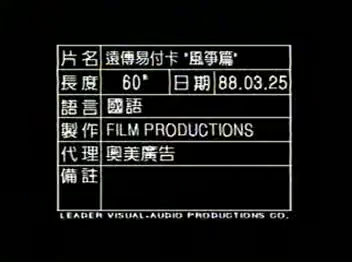 片名 遠傳易付卡 "風箏篇"
長度 60" 日期 88.03.25
語言 國語
製作 FILM PRODUCTIONS
代理 奧美廣告
備註
LEADER VISUAL-AUDIO PRODUCTIONS CO.